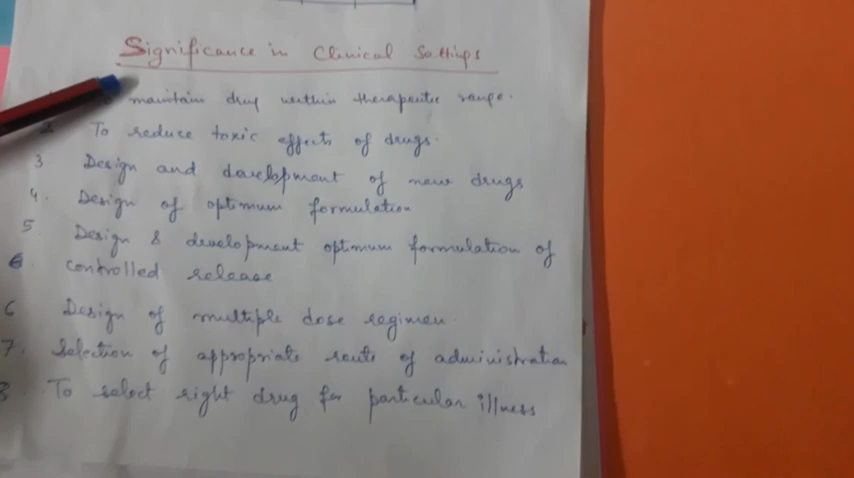 Significance in Clinical Settings
maintain drug within therapeutic range.
2 To reduce toxic effects of drugs.
3 Design and development of new drugs
4. Design of optimum formulation
5 Design & development optimum formulation of
6. controlled release
6 Design of multiple dose regimen.
7. Selection of appropriate route of administration
8 To select right drug for particular illness